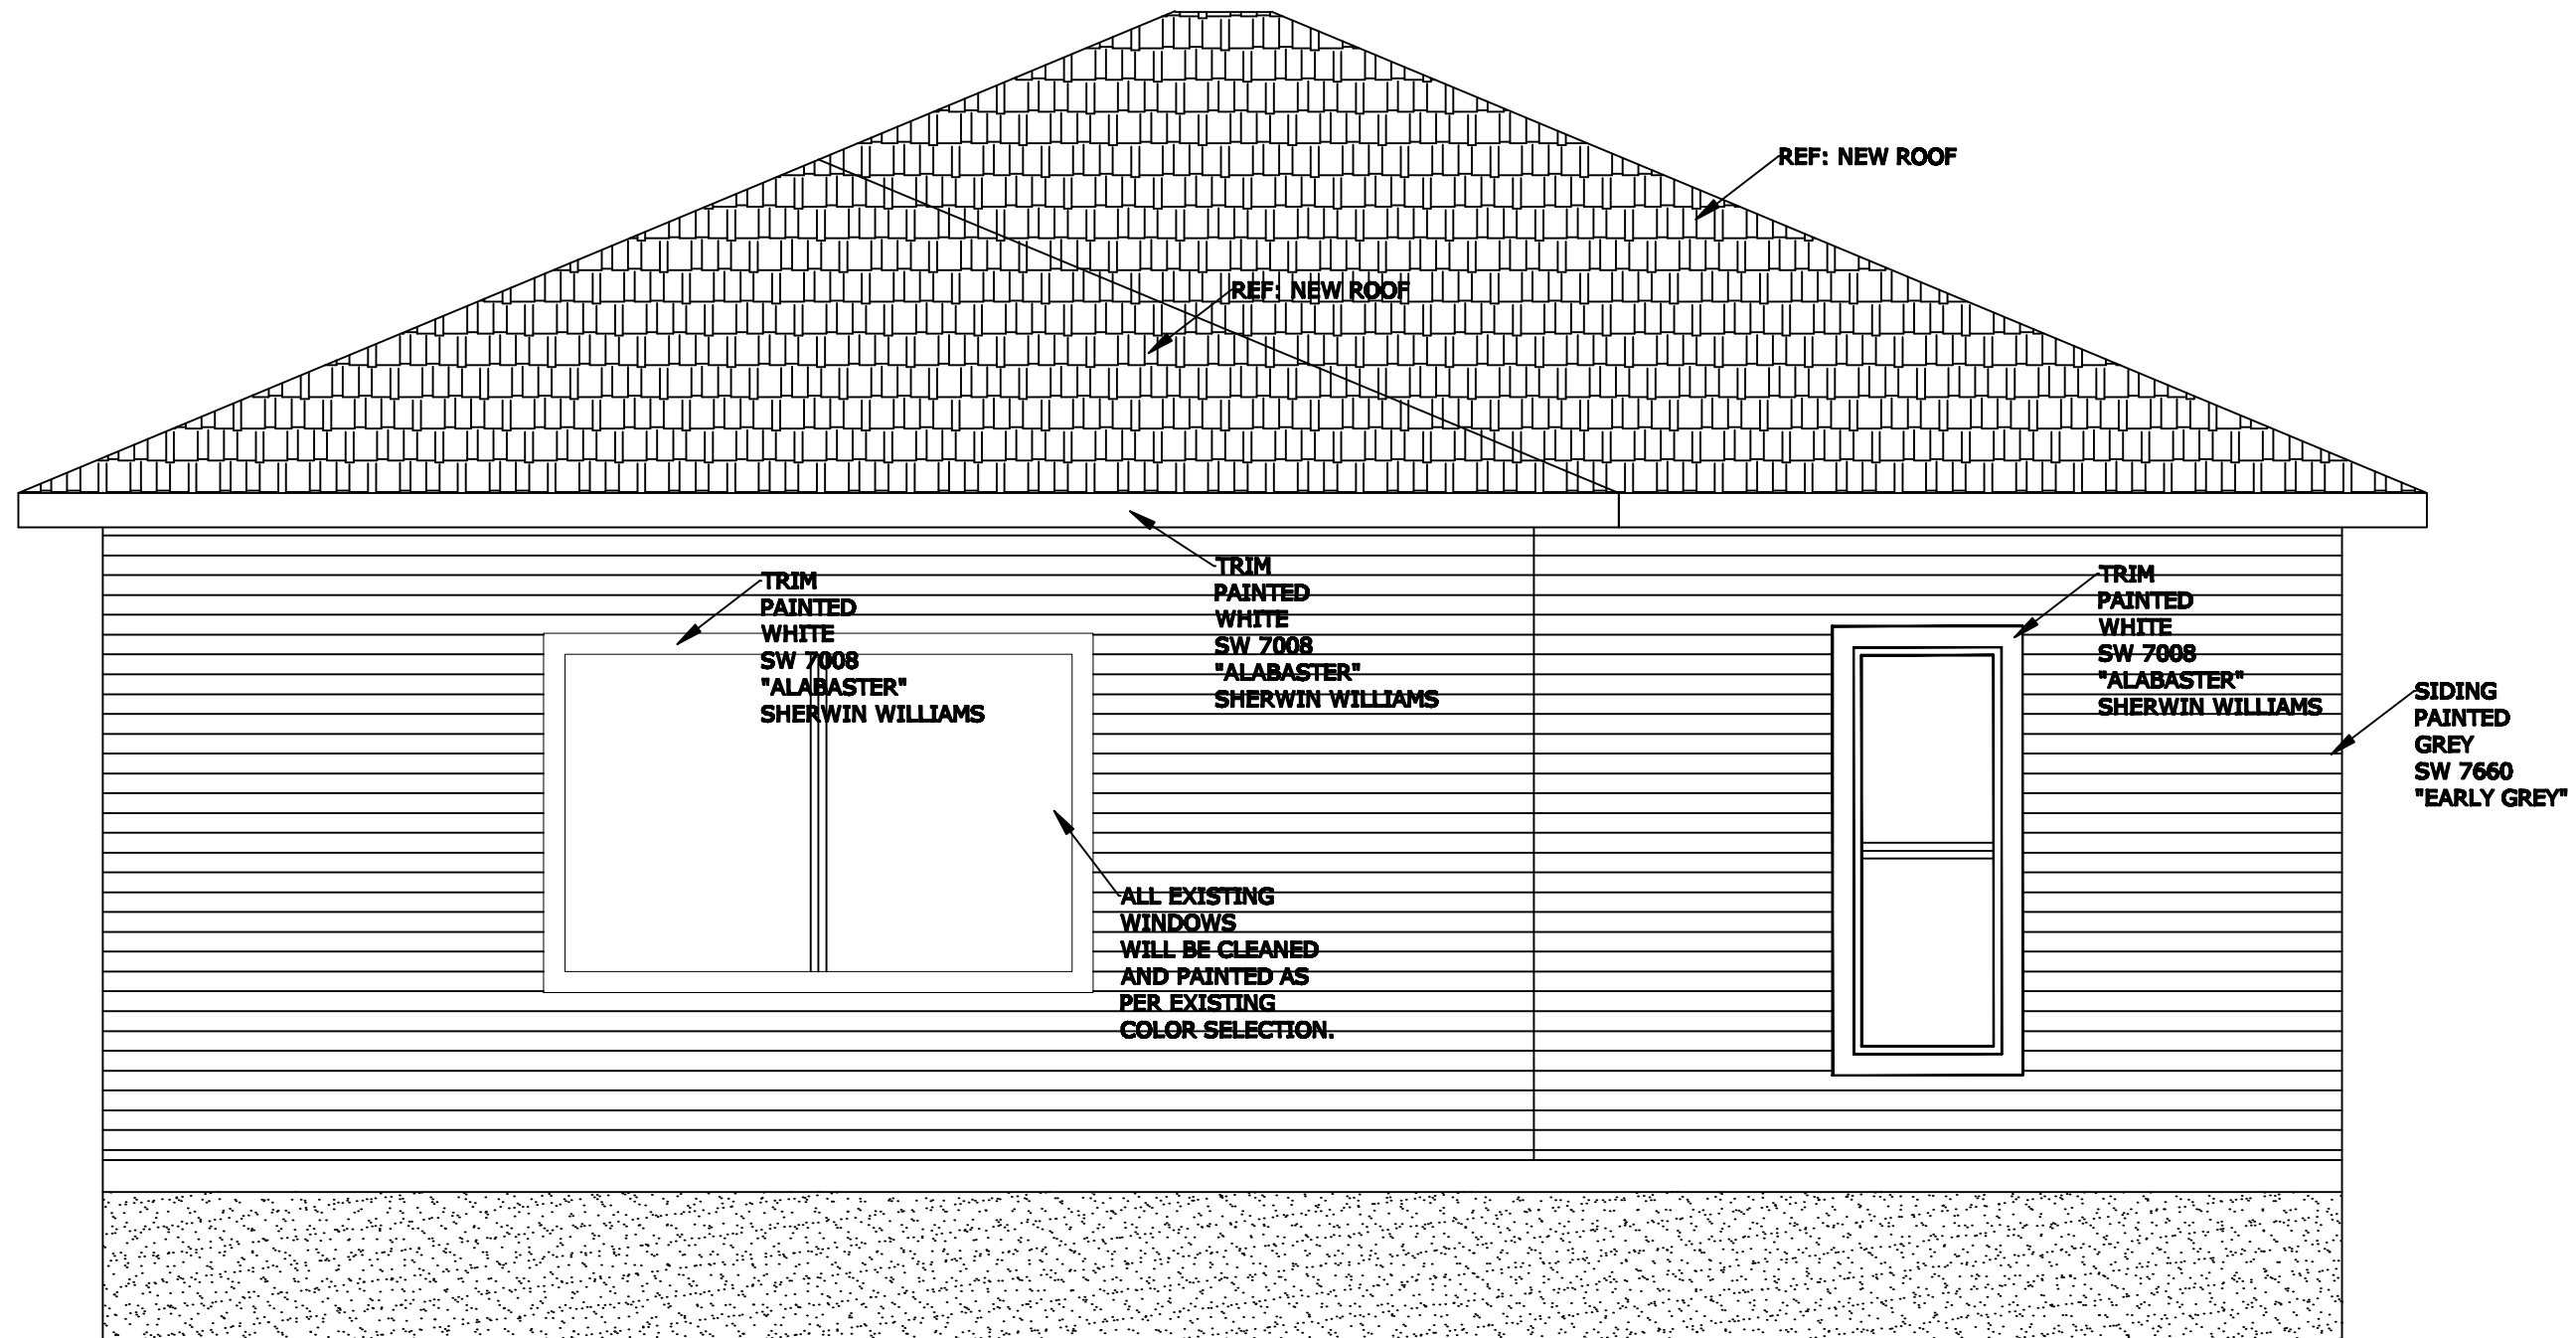 REF: NEW ROOF
REF: NEW ROOF
TRIM
PAINTED
WHITE
SW 7008
"ALABASTER"
SHERWIN WILLIAMS
TRIM
PAINTED
WHITE
SW 7008
"ALABASTER"
SHERWIN WILLIAMS
TRIM
PAINTED
WHITE
SW 7008
"ALABASTER"
SHERWIN WILLIAMS
SIDING
PAINTED
GREY
SW 7660
"EARLY GREY"
ALL EXISTING
WINDOWS
WILL BE CLEANED
AND PAINTED AS
PER EXISTING
COLOR SELECTION.